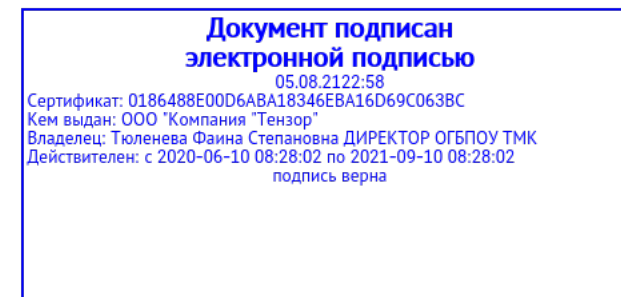 Документ подписан
электронной подписью
05.08.2122:58
Сертификат: 0186488E00D6ABA18346EBA16D69C063BC
Кем выдан: ООО "Компания "Тензор"
Владелец: Тюленева Фаина Степановна ДИРЕКТОР ОГБПОУ ТМК
Действителен: с 2020-06-10 08:28:02 по 2021-09-10 08:28:02
подпись верна